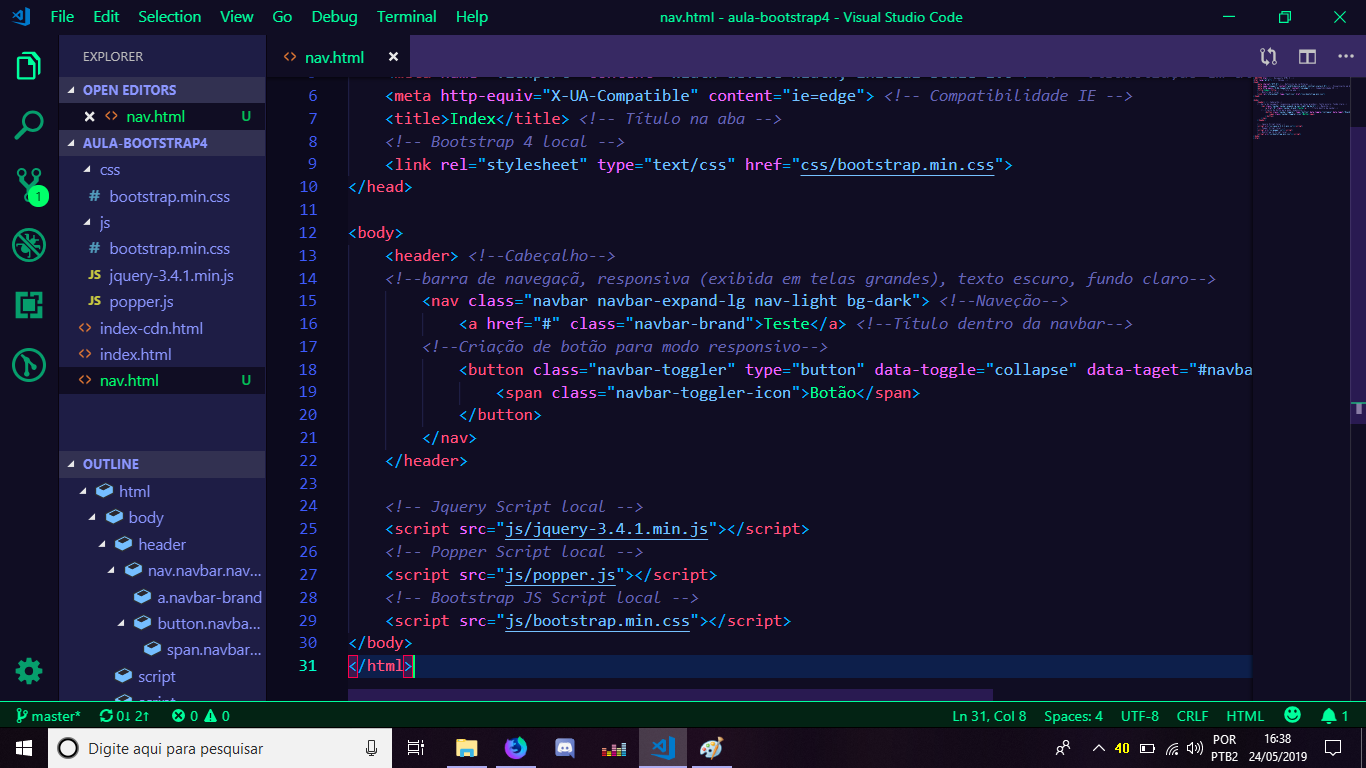 File Edit Selection View Go Debug Terminal Help
nav.html - aula-bootstrap4 - Visual Studio Code
EXPLORER
OPEN EDITORS
nav.html U
AULA-BOOTSTRAP4
css
# bootstrap.min.css
js
# bootstrap.min.css
JS jquery-3.4.1.min.js
JS popper.js
<> index-cdn.html
<> index.html
<> nav.html U
OUTLINE
html
body
header
nav.navbar.nav...
a.navbar-brand
button.navba...
span.navbar...
script
1
<> nav.html
6 <meta http-equiv="X-UA-Compatible" content="ie=edge"> <!-- Compatibilidade IE -->
7 <title>Index</title> <!-- Título na aba -->
8 <!-- Bootstrap 4 local -->
9 <link rel="stylesheet" type="text/css" href="css/bootstrap.min.css">
10 </head>
11
12 <body>
13 <header> <!--Cabeçalho-->
14 <!--barra de navegaçã, responsiva (exibida em telas grandes), texto escuro, fundo claro-->
15 <nav class="navbar navbar-expand-lg nav-light bg-dark"> <!--Naveção-->
16 <a href="#" class="navbar-brand">Teste</a> <!--Título dentro da navbar-->
17 <!--Criação de botão para modo responsivo-->
18 <button class="navbar-toggler" type="button" data-toggle="collapse" data-taget="#navba
19 <span class="navbar-toggler-icon">Botão</span>
20 </button>
21 </nav>
22 </header>
23
24 <!-- Jquery Script local -->
25 <script src="js/jquery-3.4.1.min.js"></script>
26 <!-- Popper Script local -->
27 <script src="js/popper.js"></script>
28 <!-- Bootstrap JS Script local -->
29 <script src="js/bootstrap.min.css"></script>
30 </body>
31 </html>
master* 0↓ 2↑ 0 0
Ln 31, Col 8 Spaces: 4 UTF-8 CRLF HTML 1
Digite aqui para pesquisar
40
POR
PTB2
16:38
24/05/2019